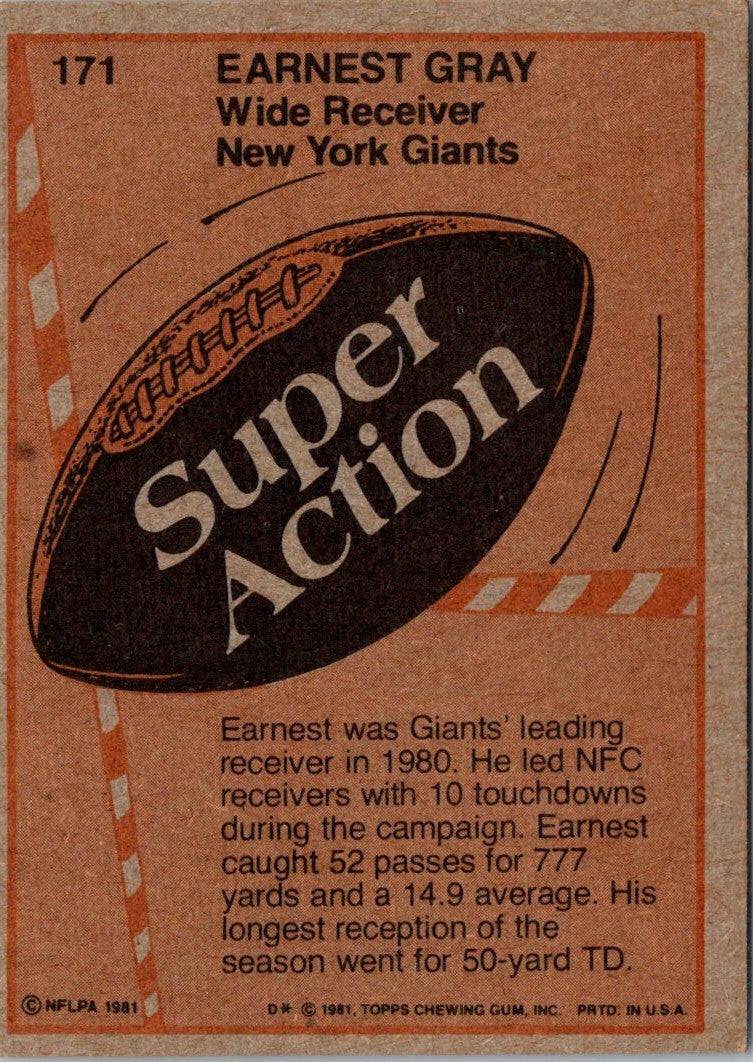 171
EARNEST GRAY
Wide Receiver
New York Giants
Super
Action
Earnest was Giants' leading
receiver in 1980. He led NFC
receivers with 10 touchdowns
during the campaign. Earnest
caught 52 passes for 777
yards and a 14.9 average. His
longest reception of the
season went for 50-yard TD.
© NFLPA 1981
D* © 1981, TOPPS CHEWING GUM, INC. PRTD. IN U.S.A.